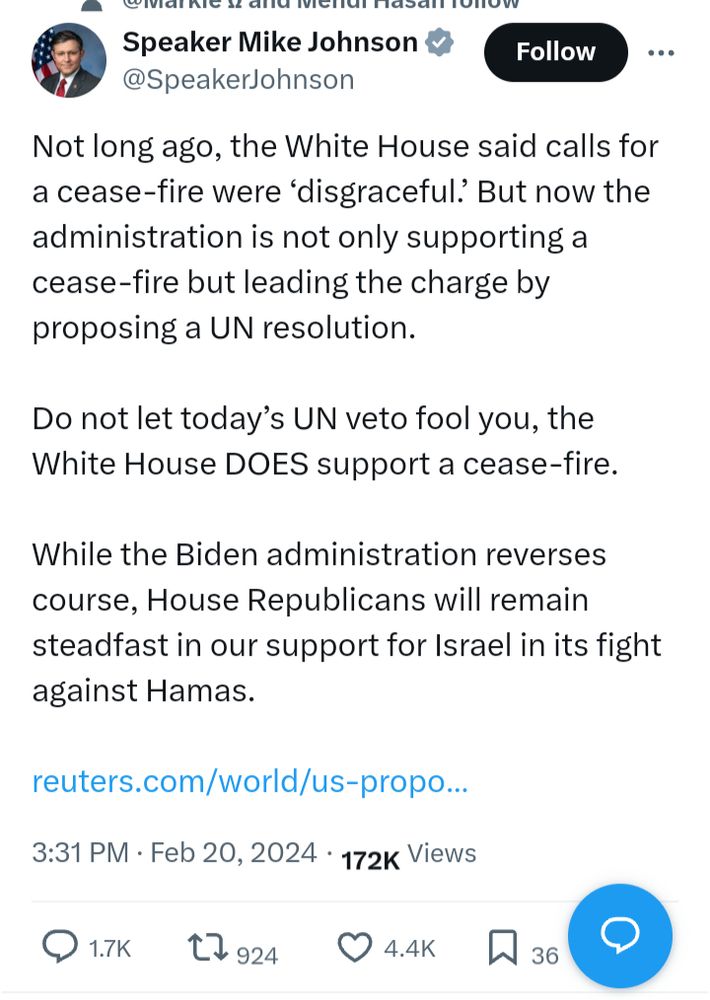 @Markie Ω and Mehdi Hasan follow
Speaker Mike Johnson
Follow
@SpeakerJohnson
Not long ago, the White House said calls for
a cease-fire were ‘disgraceful.’ But now the
administration is not only supporting a
cease-fire but leading the charge by
proposing a UN resolution.
Do not let today’s UN veto fool you, the
White House DOES support a cease-fire.
While the Biden administration reverses
course, House Republicans will remain
steadfast in our support for Israel in its fight
against Hamas.
reuters.com/world/us-propo...
3:31 PM · Feb 20, 2024 · 172K Views
1.7K 924 4.4K 36